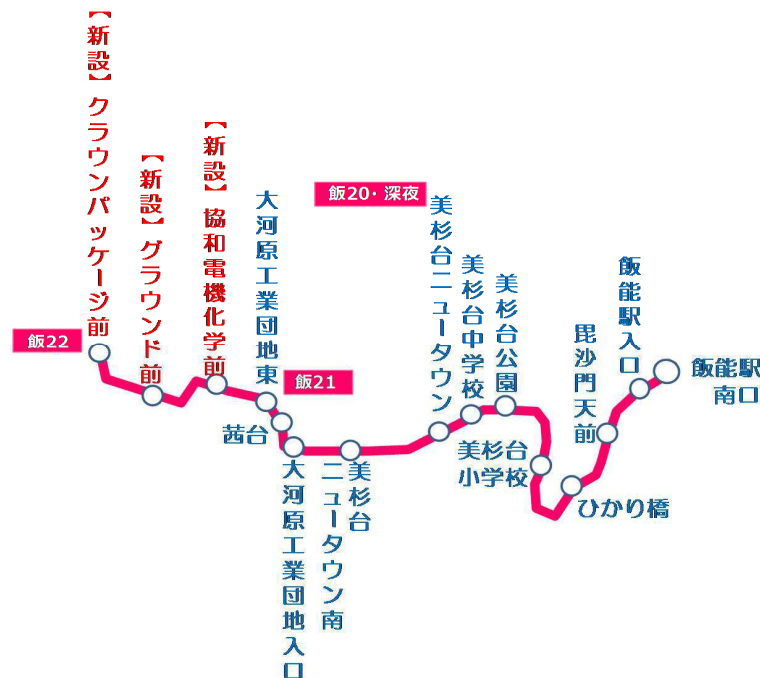 【新設】クラウンパッケージ前
【新設】グラウンド前
【新設】協和電機化学前
大河原工業団地東
飯20・深夜
美杉台ニュータウン
美杉台中学校
美杉台公園
毘沙門天前
飯能駅入口
飯能駅
南口
飯22
飯21
茜台
大河原工業団地入口
美杉台
ニュータウン南
美杉台
小学校
ひかり橋